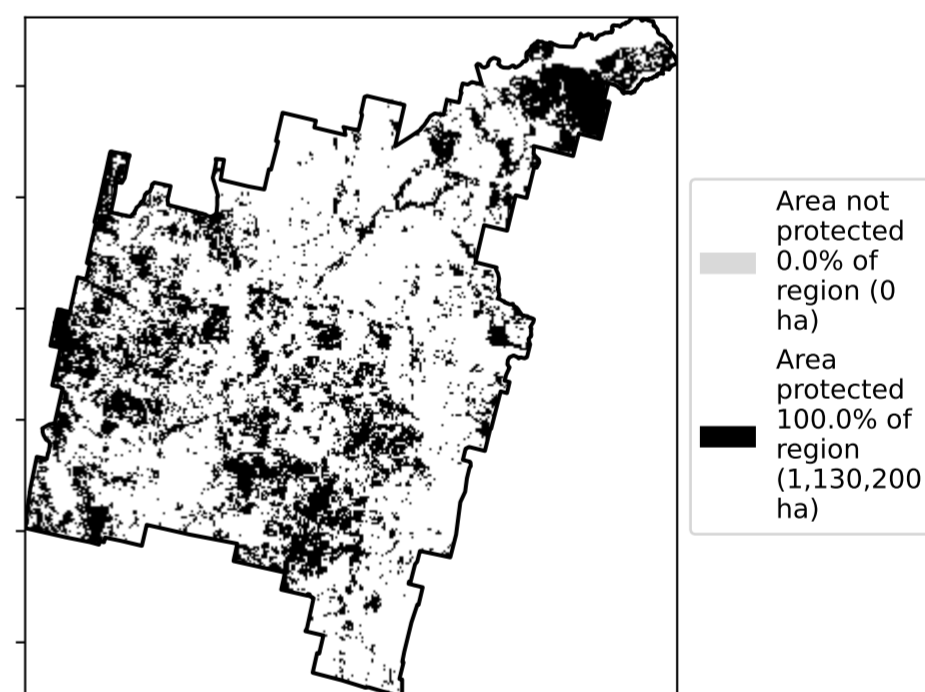 Area not
protected
0.0% of
region (0
ha)
Area
protected
100.0% of
region
(1,130,200
ha)